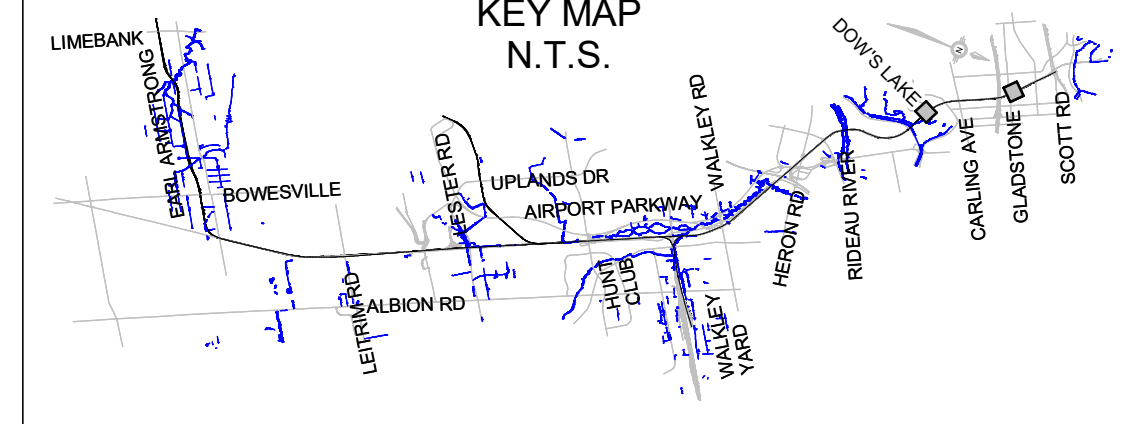 KEY MAP
N.T.S.
LIMEBANK
EARL ARMSTRONG
BOWESVILLE
LEITRIM RD
ALBION RD
LESTER RD
UPLANDS DR
AIRPORT PARKWAY
HUNT
CLUB
WALKLEY RD
WALKLEY
YARD
HERON RD
RIDEAU RIVER
DOW'S LAKE
N
CARLING AVE
GLADSTONE
SCOTT RD